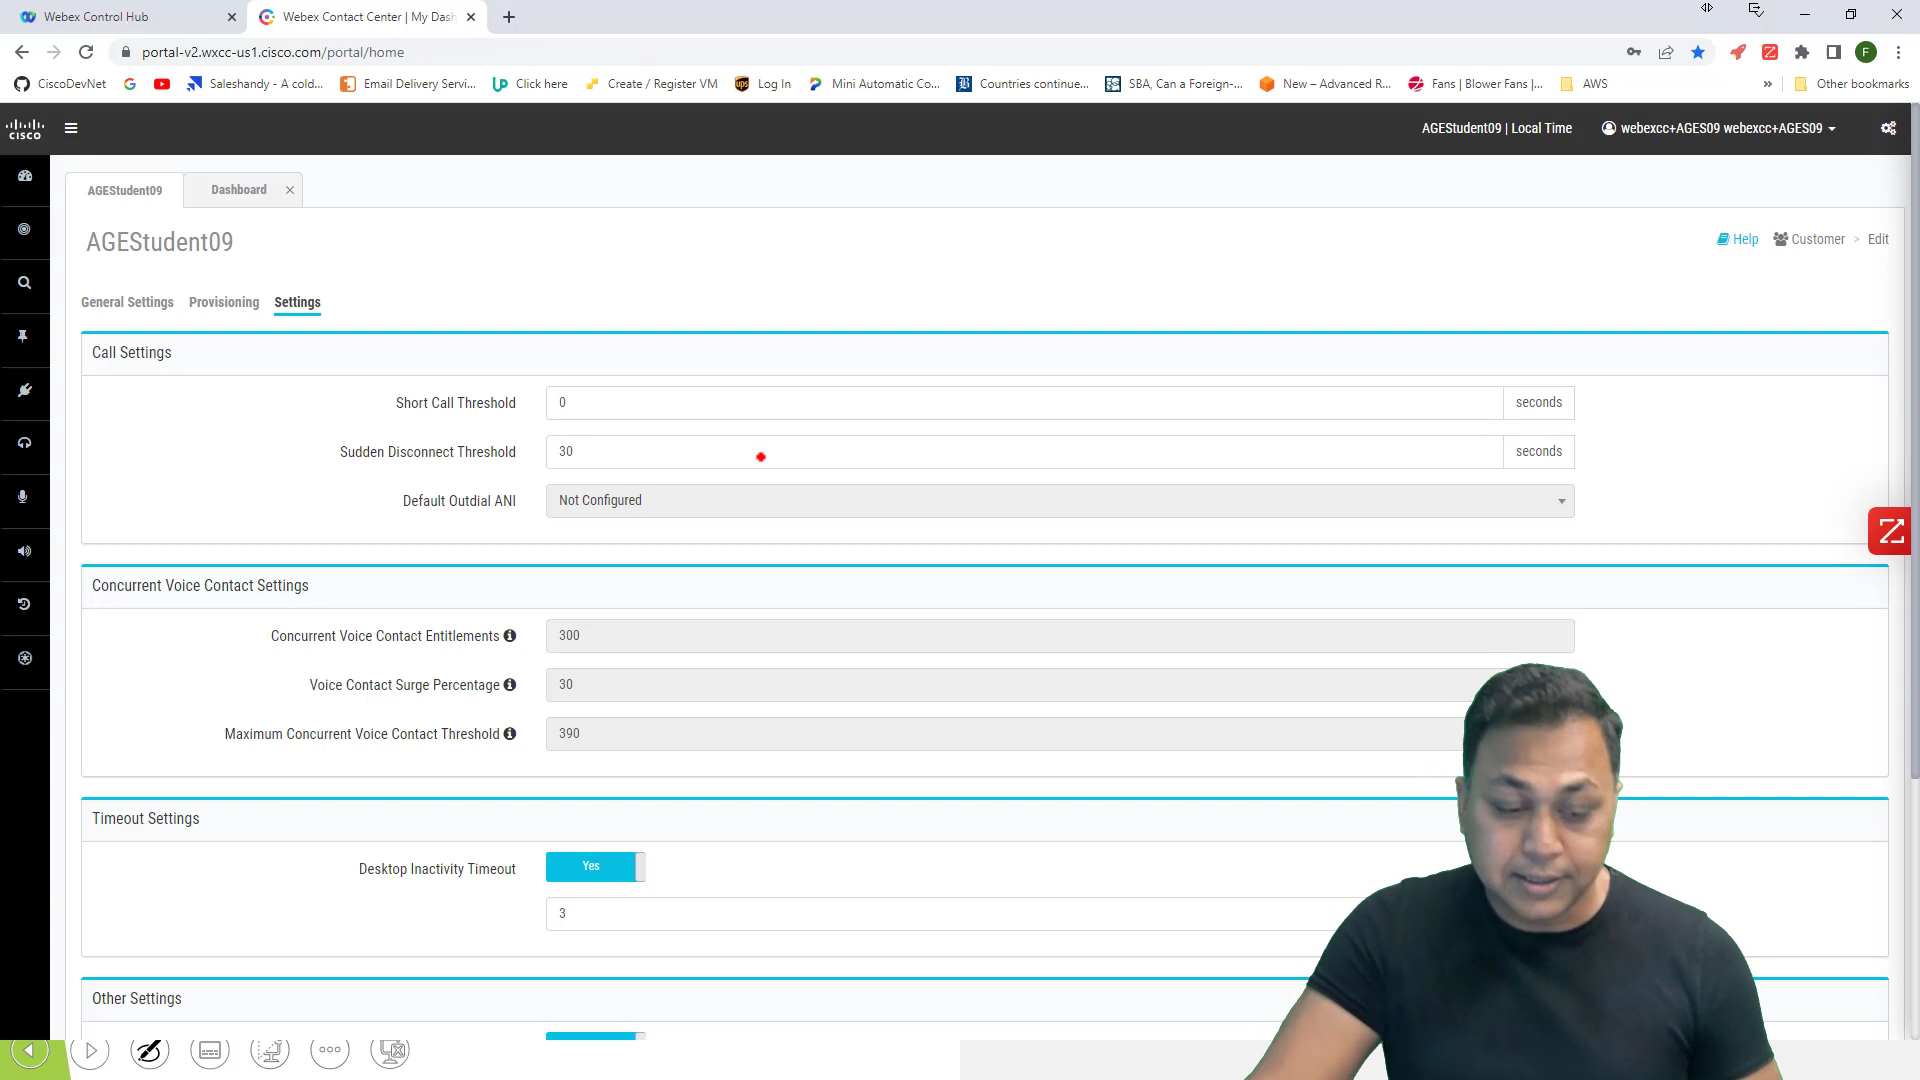 Webex Control Hub
Webex Contact Center | My Dash
portal-v2.wxcc-us1.cisco.com/portal/home
F
CiscoDevNet
Saleshandy - A cold...
Email Delivery Servi...
Click here
Create / Register VM
Log In
Mini Automatic Co...
Countries continue...
SBA, Can a Foreign-...
New – Advanced R...
Fans | Blower Fans |...
AWS
»
Other bookmarks
CISCO
AGEStudent09 | Local Time
webexcc+AGES09 webexcc+AGES09
AGEStudent09
Dashboard
AGEStudent09
Help
Customer > Edit
General Settings
Provisioning
Settings
Call Settings
Short Call Threshold
0
seconds
Sudden Disconnect Threshold
30
seconds
Default Outdial ANI
Not Configured
Concurrent Voice Contact Settings
Concurrent Voice Contact Entitlements
300
Voice Contact Surge Percentage
30
Maximum Concurrent Voice Contact Threshold
390
Timeout Settings
Desktop Inactivity Timeout
Yes
3
Other Settings